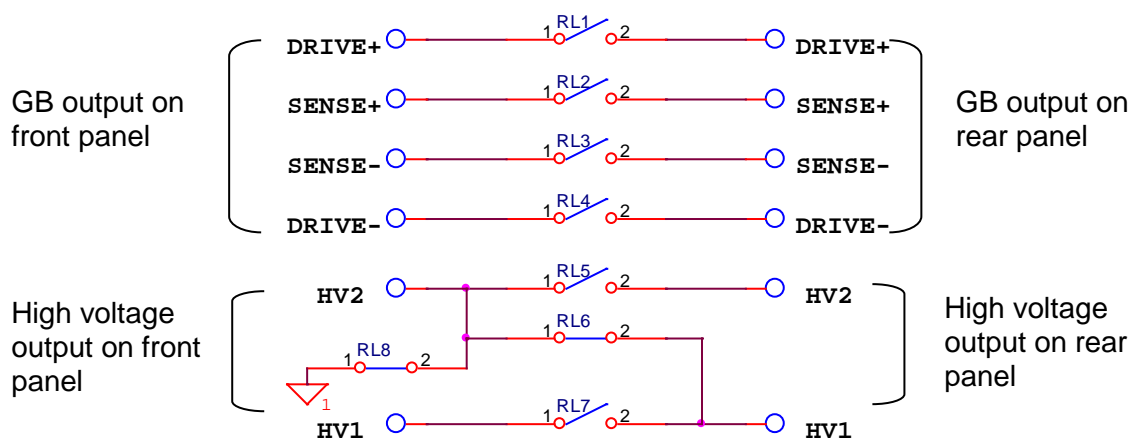 GB output on
front panel
DRIVE+ 1 RL1 2 DRIVE+
SENSE+ 1 RL2 2 SENSE+
SENSE- 1 RL3 2 SENSE-
DRIVE- 1 RL4 2 DRIVE-
GB output on
rear panel
High voltage
output on front
panel
HV2 1 RL5 2 HV2
RL6
1 2
1 RL8 2
1
HV1 1 RL7 2 HV1
High voltage
output on rear
panel